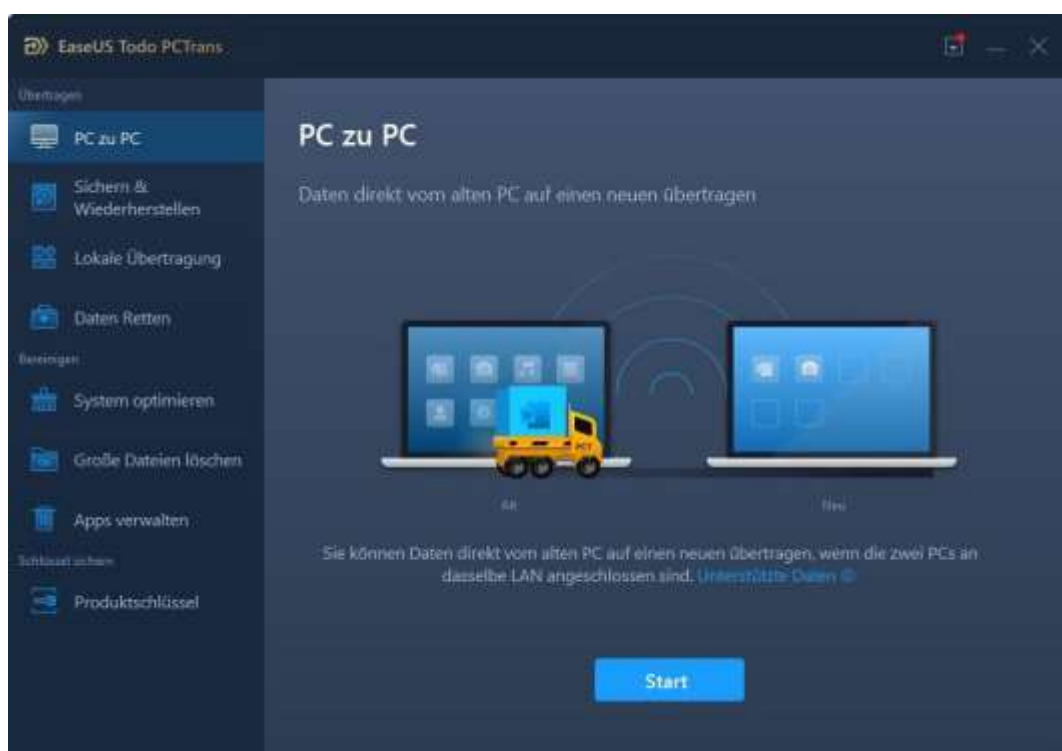 EaseUS Todo PCTrans
Übertragen
PC zu PC
Sichern &
Wiederherstellen
Lokale Übertragung
Daten Retten
Bereinigen
System optimieren
Große Dateien löschen
Apps verwalten
Schlüssel sichern
Produktschlüssel
PC zu PC
Daten direkt vom alten PC auf einen neuen übertragen
PCT
Alt
Neu
Sie können Daten direkt vom alten PC auf einen neuen übertragen, wenn die zwei PCs an
dasselbe LAN angeschlossen sind. Unterstützte Daten
Start